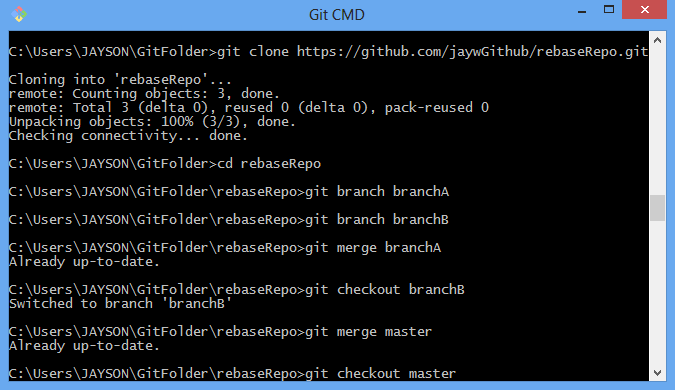 Git CMD
C:\Users\JAYSON\GitFolder>git clone https://github.com/jaywGithub/rebaseRepo.git
Cloning into 'rebaseRepo'...
remote: Counting objects: 3, done.
remote: Total 3 (delta 0), reused 0 (delta 0), pack-reused 0
Unpacking objects: 100% (3/3), done.
Checking connectivity... done.
C:\Users\JAYSON\GitFolder>cd rebaseRepo
C:\Users\JAYSON\GitFolder\rebaseRepo>git branch branchA
C:\Users\JAYSON\GitFolder\rebaseRepo>git branch branchB
C:\Users\JAYSON\GitFolder\rebaseRepo>git merge branchA
Already up-to-date.
C:\Users\JAYSON\GitFolder\rebaseRepo>git checkout branchB
Switched to branch 'branchB'
C:\Users\JAYSON\GitFolder\rebaseRepo>git merge master
Already up-to-date.
C:\Users\JAYSON\GitFolder\rebaseRepo>git checkout master